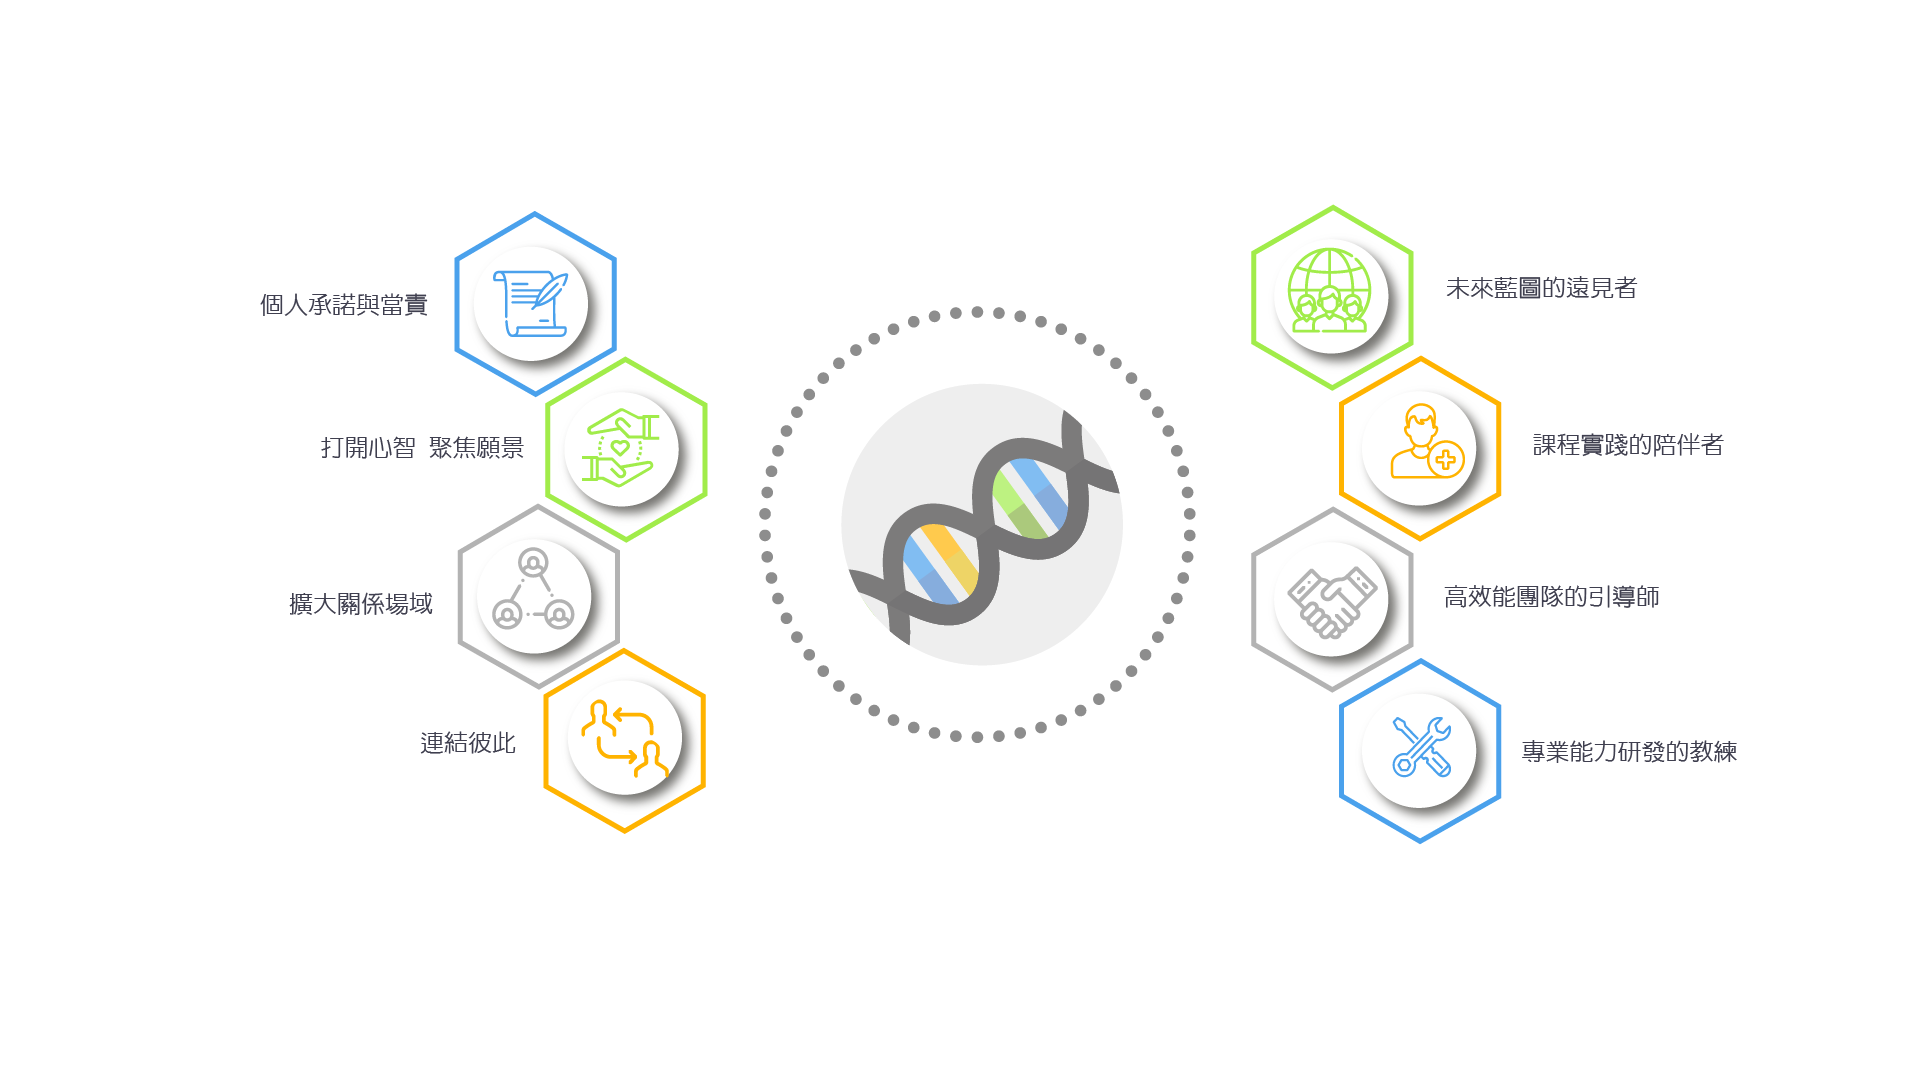 個人承諾與當責
打開心智 聚焦願景
擴大關係場域
連結彼此
未來藍圖的遠見者
課程實踐的陪伴者
高效能團隊的引導師
專業能力研發的教練